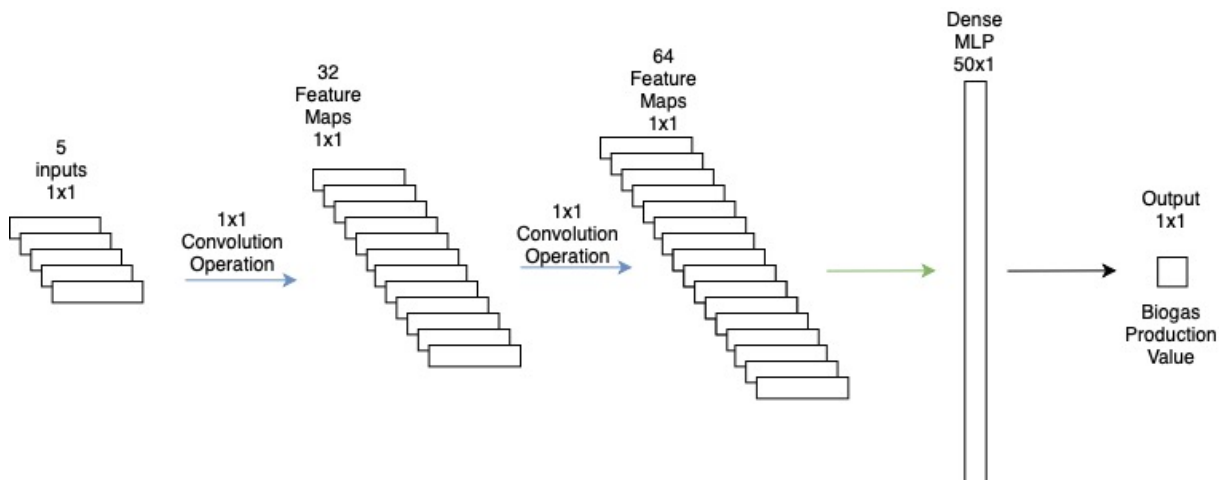 5
inputs
1x1
1x1
Convolution
Operation
32
Feature
Maps
1x1
1x1
Convolution
Operation
64
Feature
Maps
1x1
Dense
MLP
50x1
Output
1x1
Biogas
Production
Value